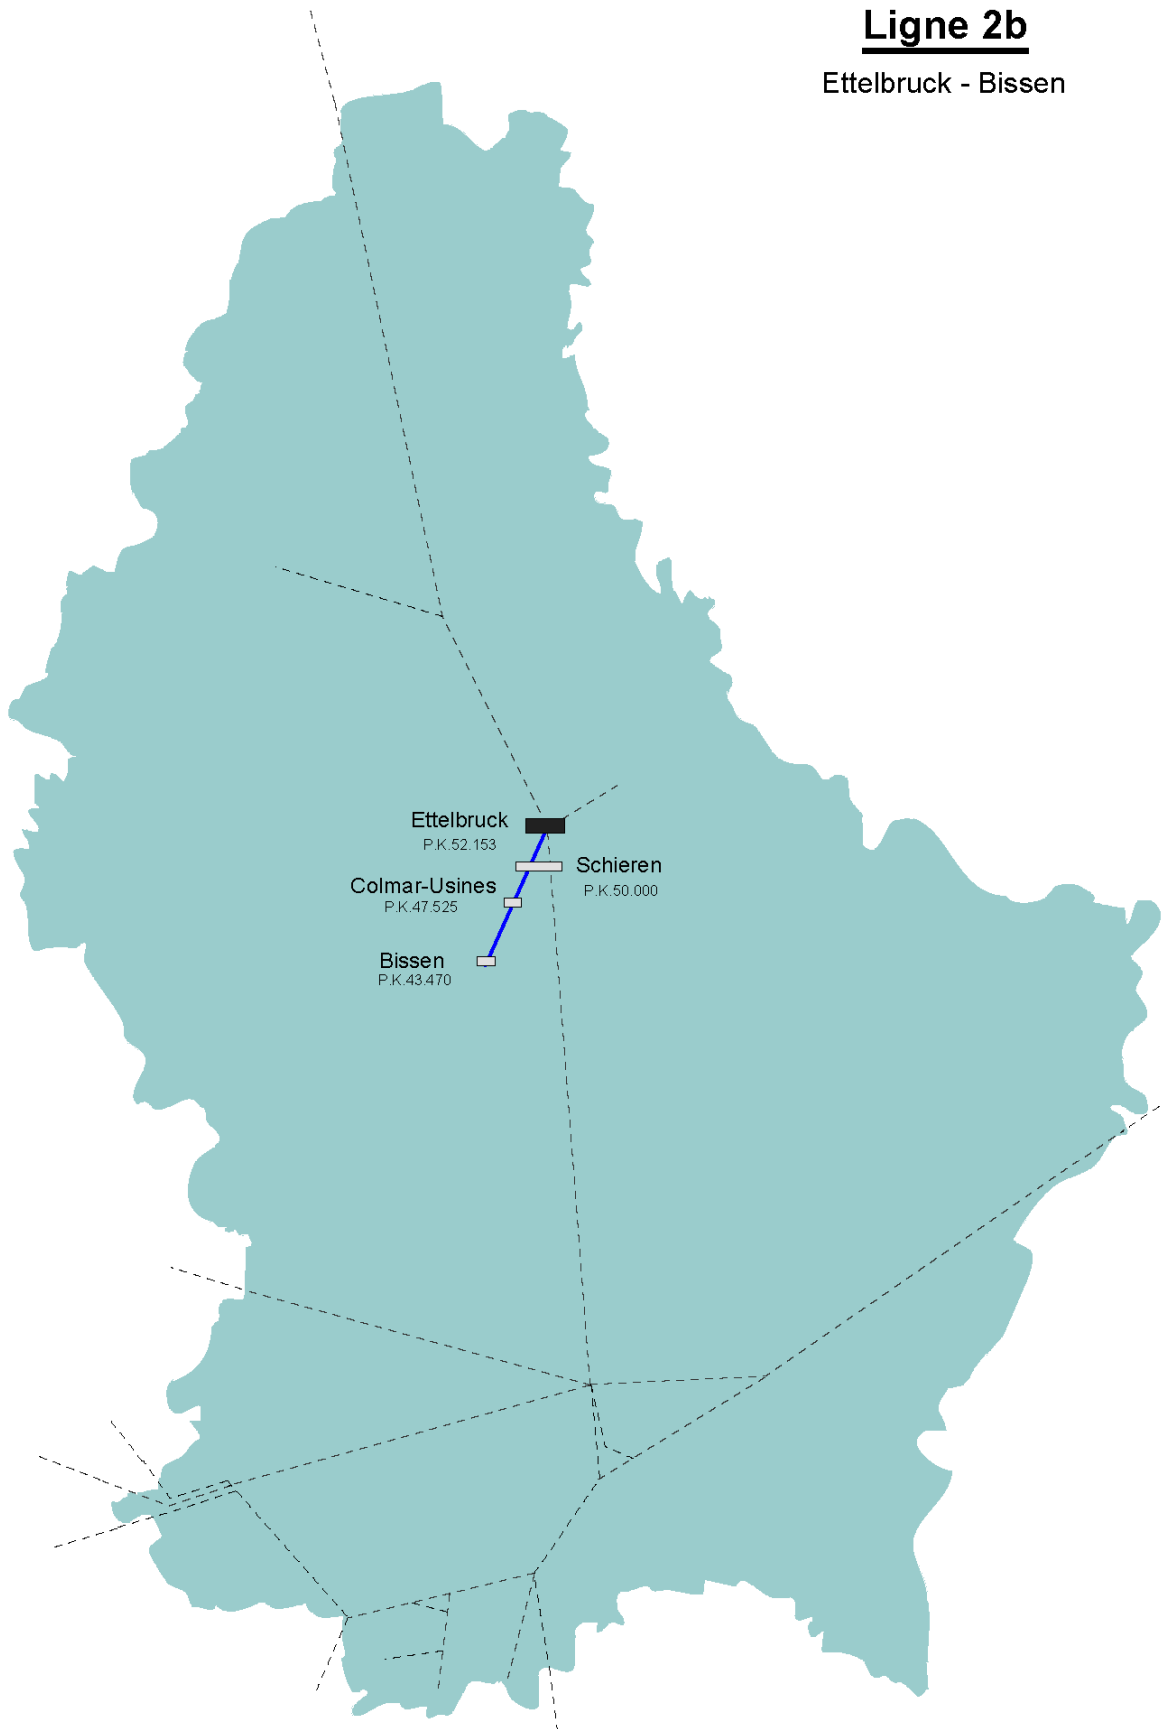 Ligne 2b
Ettelbruck - Bissen
Ettelbruck
P.K.52.153
Schieren
P.K.50.000
Colmar-Usines
P.K.47.525
Bissen
P.K.43.470